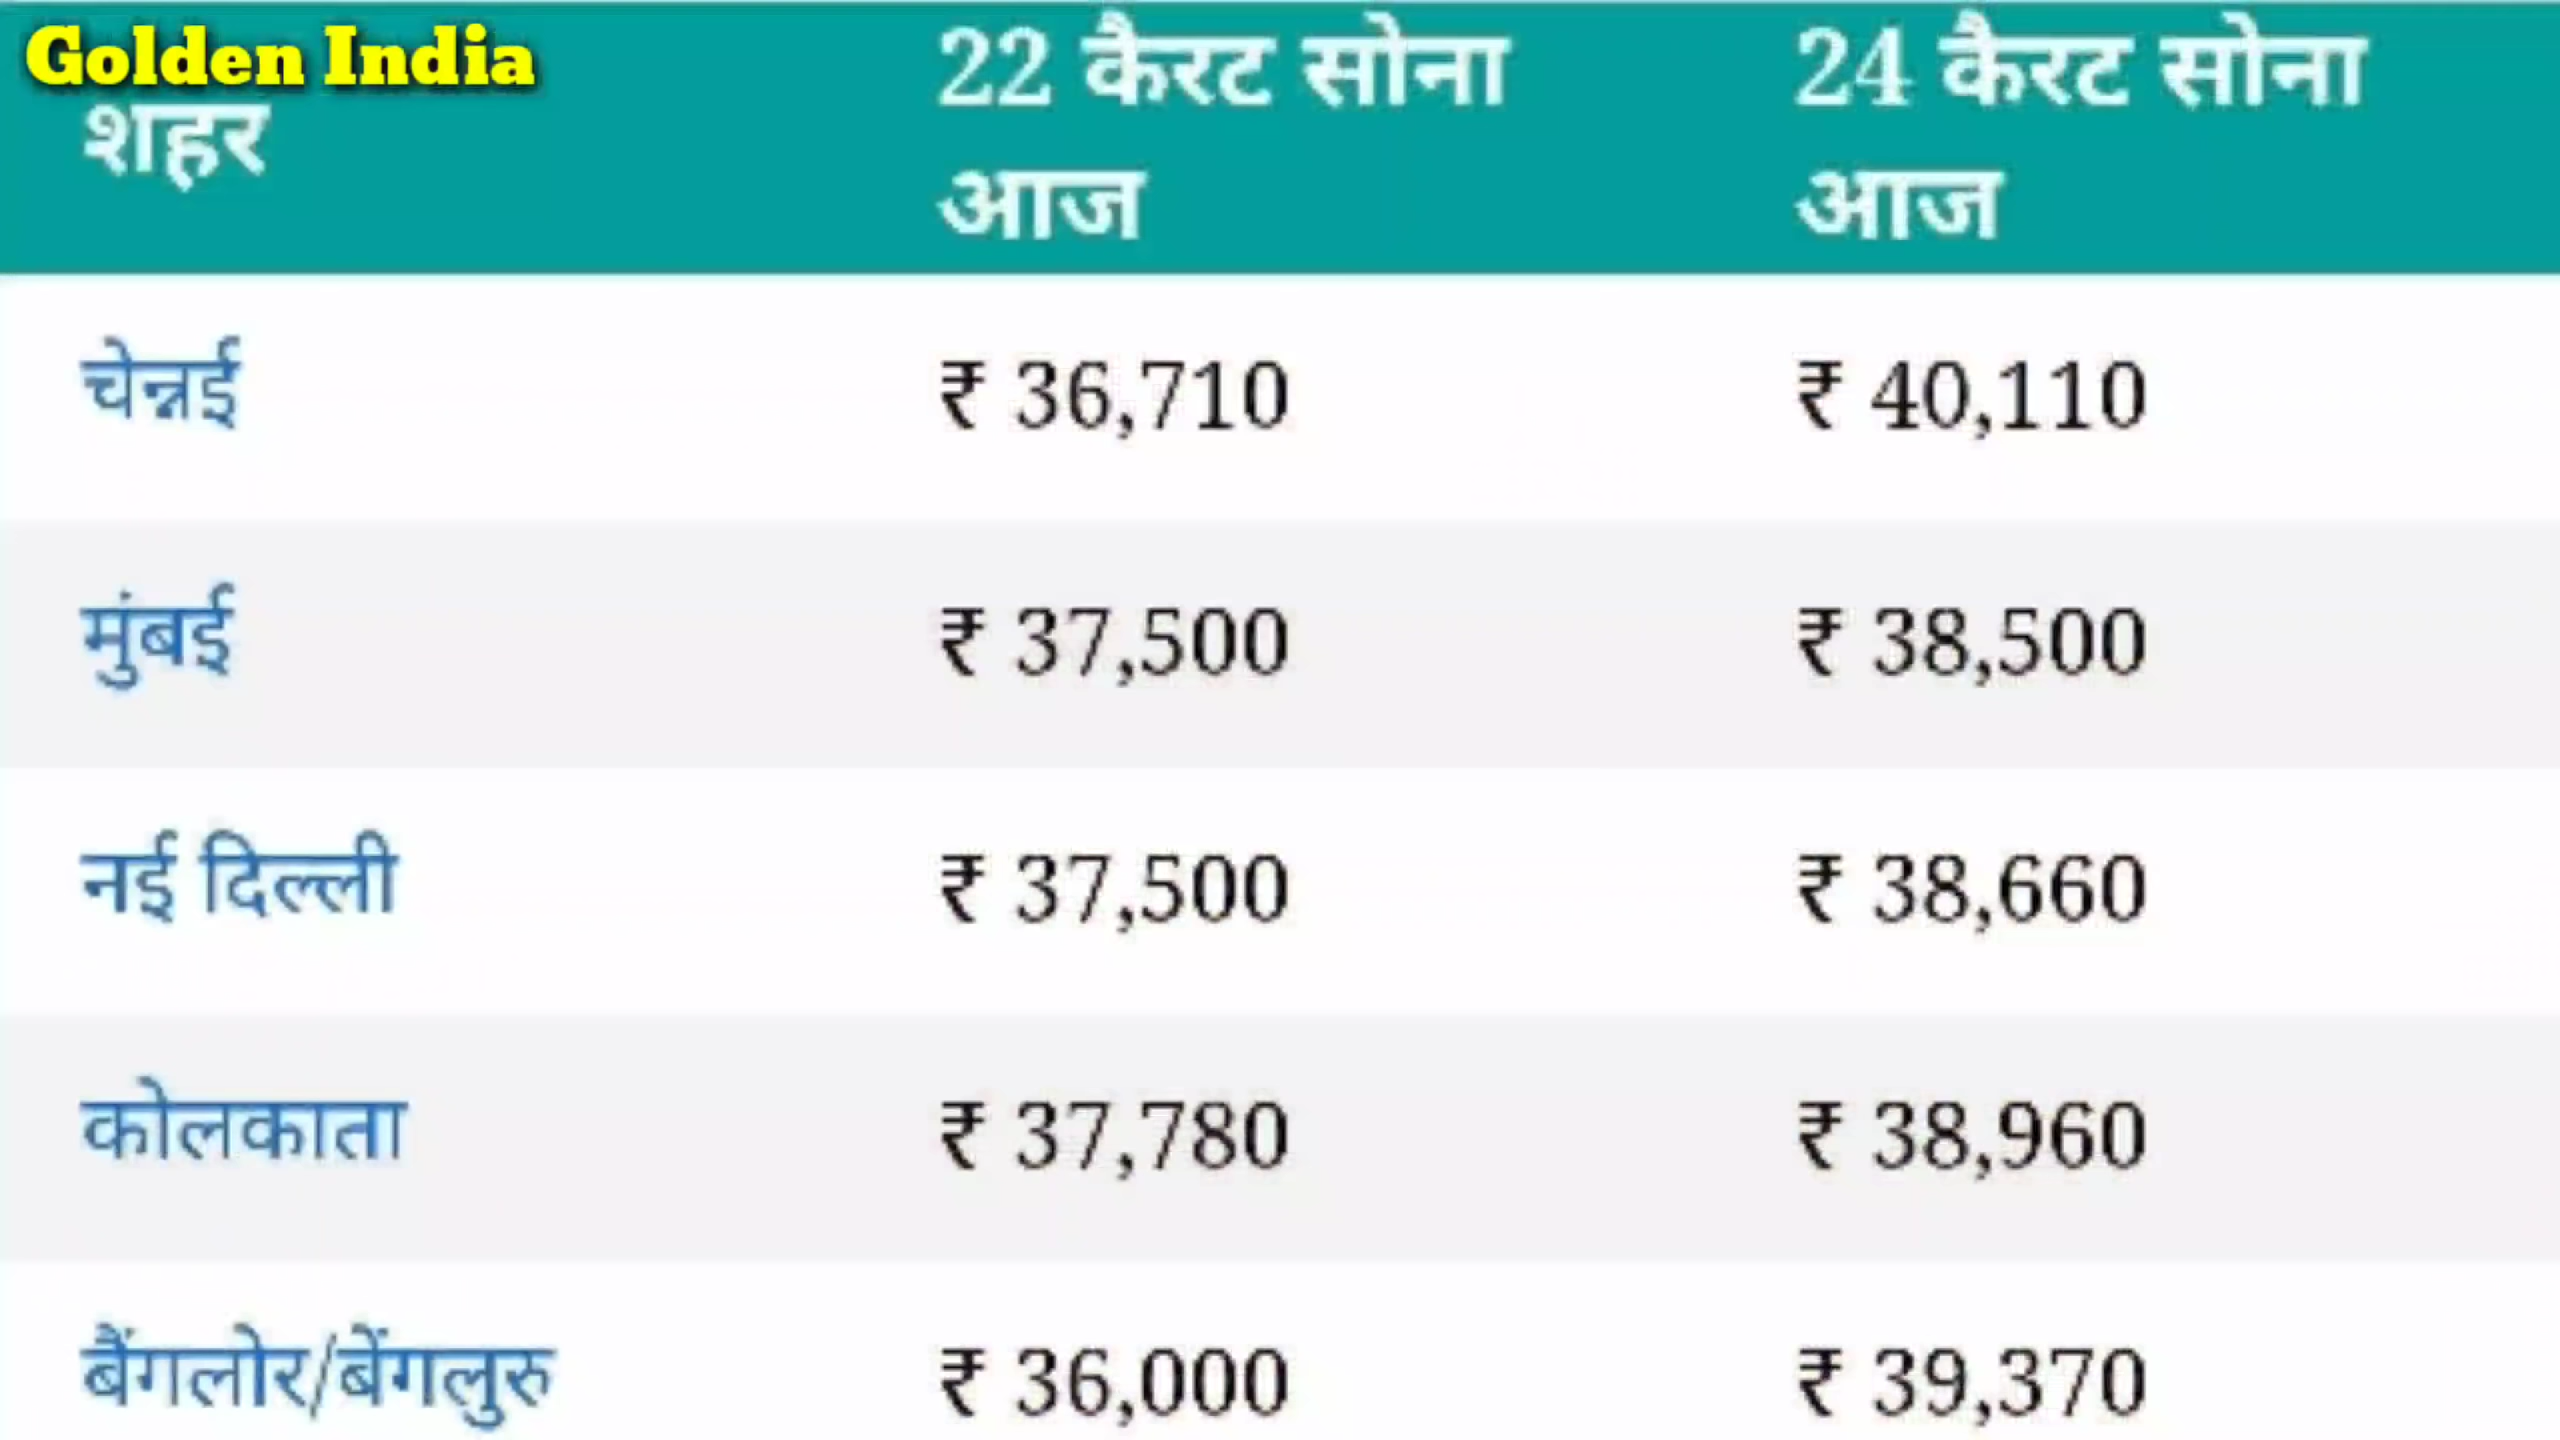 Golden India
शहर 22 कैरट सोना आज 24 कैरट सोना आज
चेन्नई ₹ 36,710 ₹ 40,110
मुंबई ₹ 37,500 ₹ 38,500
नई दिल्ली ₹ 37,500 ₹ 38,660
कोलकाता ₹ 37,780 ₹ 38,960
बैंगलोर/बेंगलुरु ₹ 36,000 ₹ 39,370